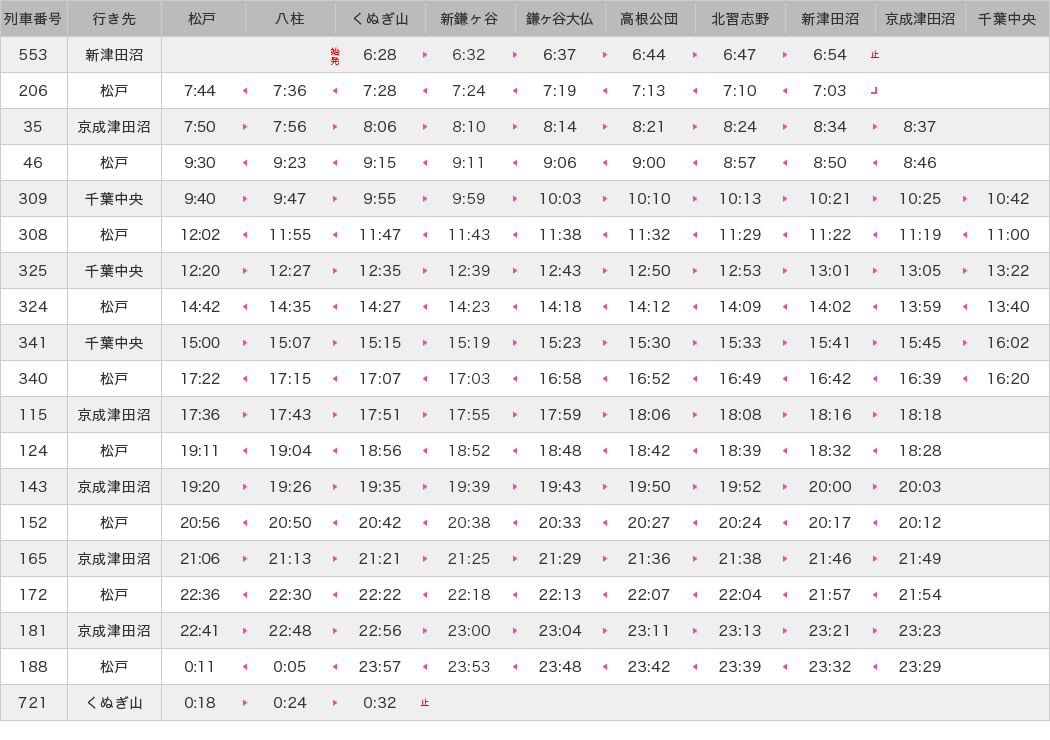 列車番号 行き先 松戸 八柱 くぬぎ山 新鎌ヶ谷 鎌ヶ谷大仏 高根公団 北習志野 新津田沼 京成津田沼 千葉中央
553 新津田沼 始発 6:28 6:32 6:37 6:44 6:47 6:54 止
206 松戸 7:44 7:36 7:28 7:24 7:19 7:13 7:10 7:03
35 京成津田沼 7:50 7:56 8:06 8:10 8:14 8:21 8:24 8:34 8:37
46 松戸 9:30 9:23 9:15 9:11 9:06 9:00 8:57 8:50 8:46
309 千葉中央 9:40 9:47 9:55 9:59 10:03 10:10 10:13 10:21 10:25 10:42
308 松戸 12:02 11:55 11:47 11:43 11:38 11:32 11:29 11:22 11:19 11:00
325 千葉中央 12:20 12:27 12:35 12:39 12:43 12:50 12:53 13:01 13:05 13:22
324 松戸 14:42 14:35 14:27 14:23 14:18 14:12 14:09 14:02 13:59 13:40
341 千葉中央 15:00 15:07 15:15 15:19 15:23 15:30 15:33 15:41 15:45 16:02
340 松戸 17:22 17:15 17:07 17:03 16:58 16:52 16:49 16:42 16:39 16:20
115 京成津田沼 17:36 17:43 17:51 17:55 17:59 18:06 18:08 18:16 18:18
124 松戸 19:11 19:04 18:56 18:52 18:48 18:42 18:39 18:32 18:28
143 京成津田沼 19:20 19:26 19:35 19:39 19:43 19:50 19:52 20:00 20:03
152 松戸 20:56 20:50 20:42 20:38 20:33 20:27 20:24 20:17 20:12
165 京成津田沼 21:06 21:13 21:21 21:25 21:29 21:36 21:38 21:46 21:49
172 松戸 22:36 22:30 22:22 22:18 22:13 22:07 22:04 21:57 21:54
181 京成津田沼 22:41 22:48 22:56 23:00 23:04 23:11 23:13 23:21 23:23
188 松戸 0:11 0:05 23:57 23:53 23:48 23:42 23:39 23:32 23:29
721 くぬぎ山 0:18 0:24 0:32 止